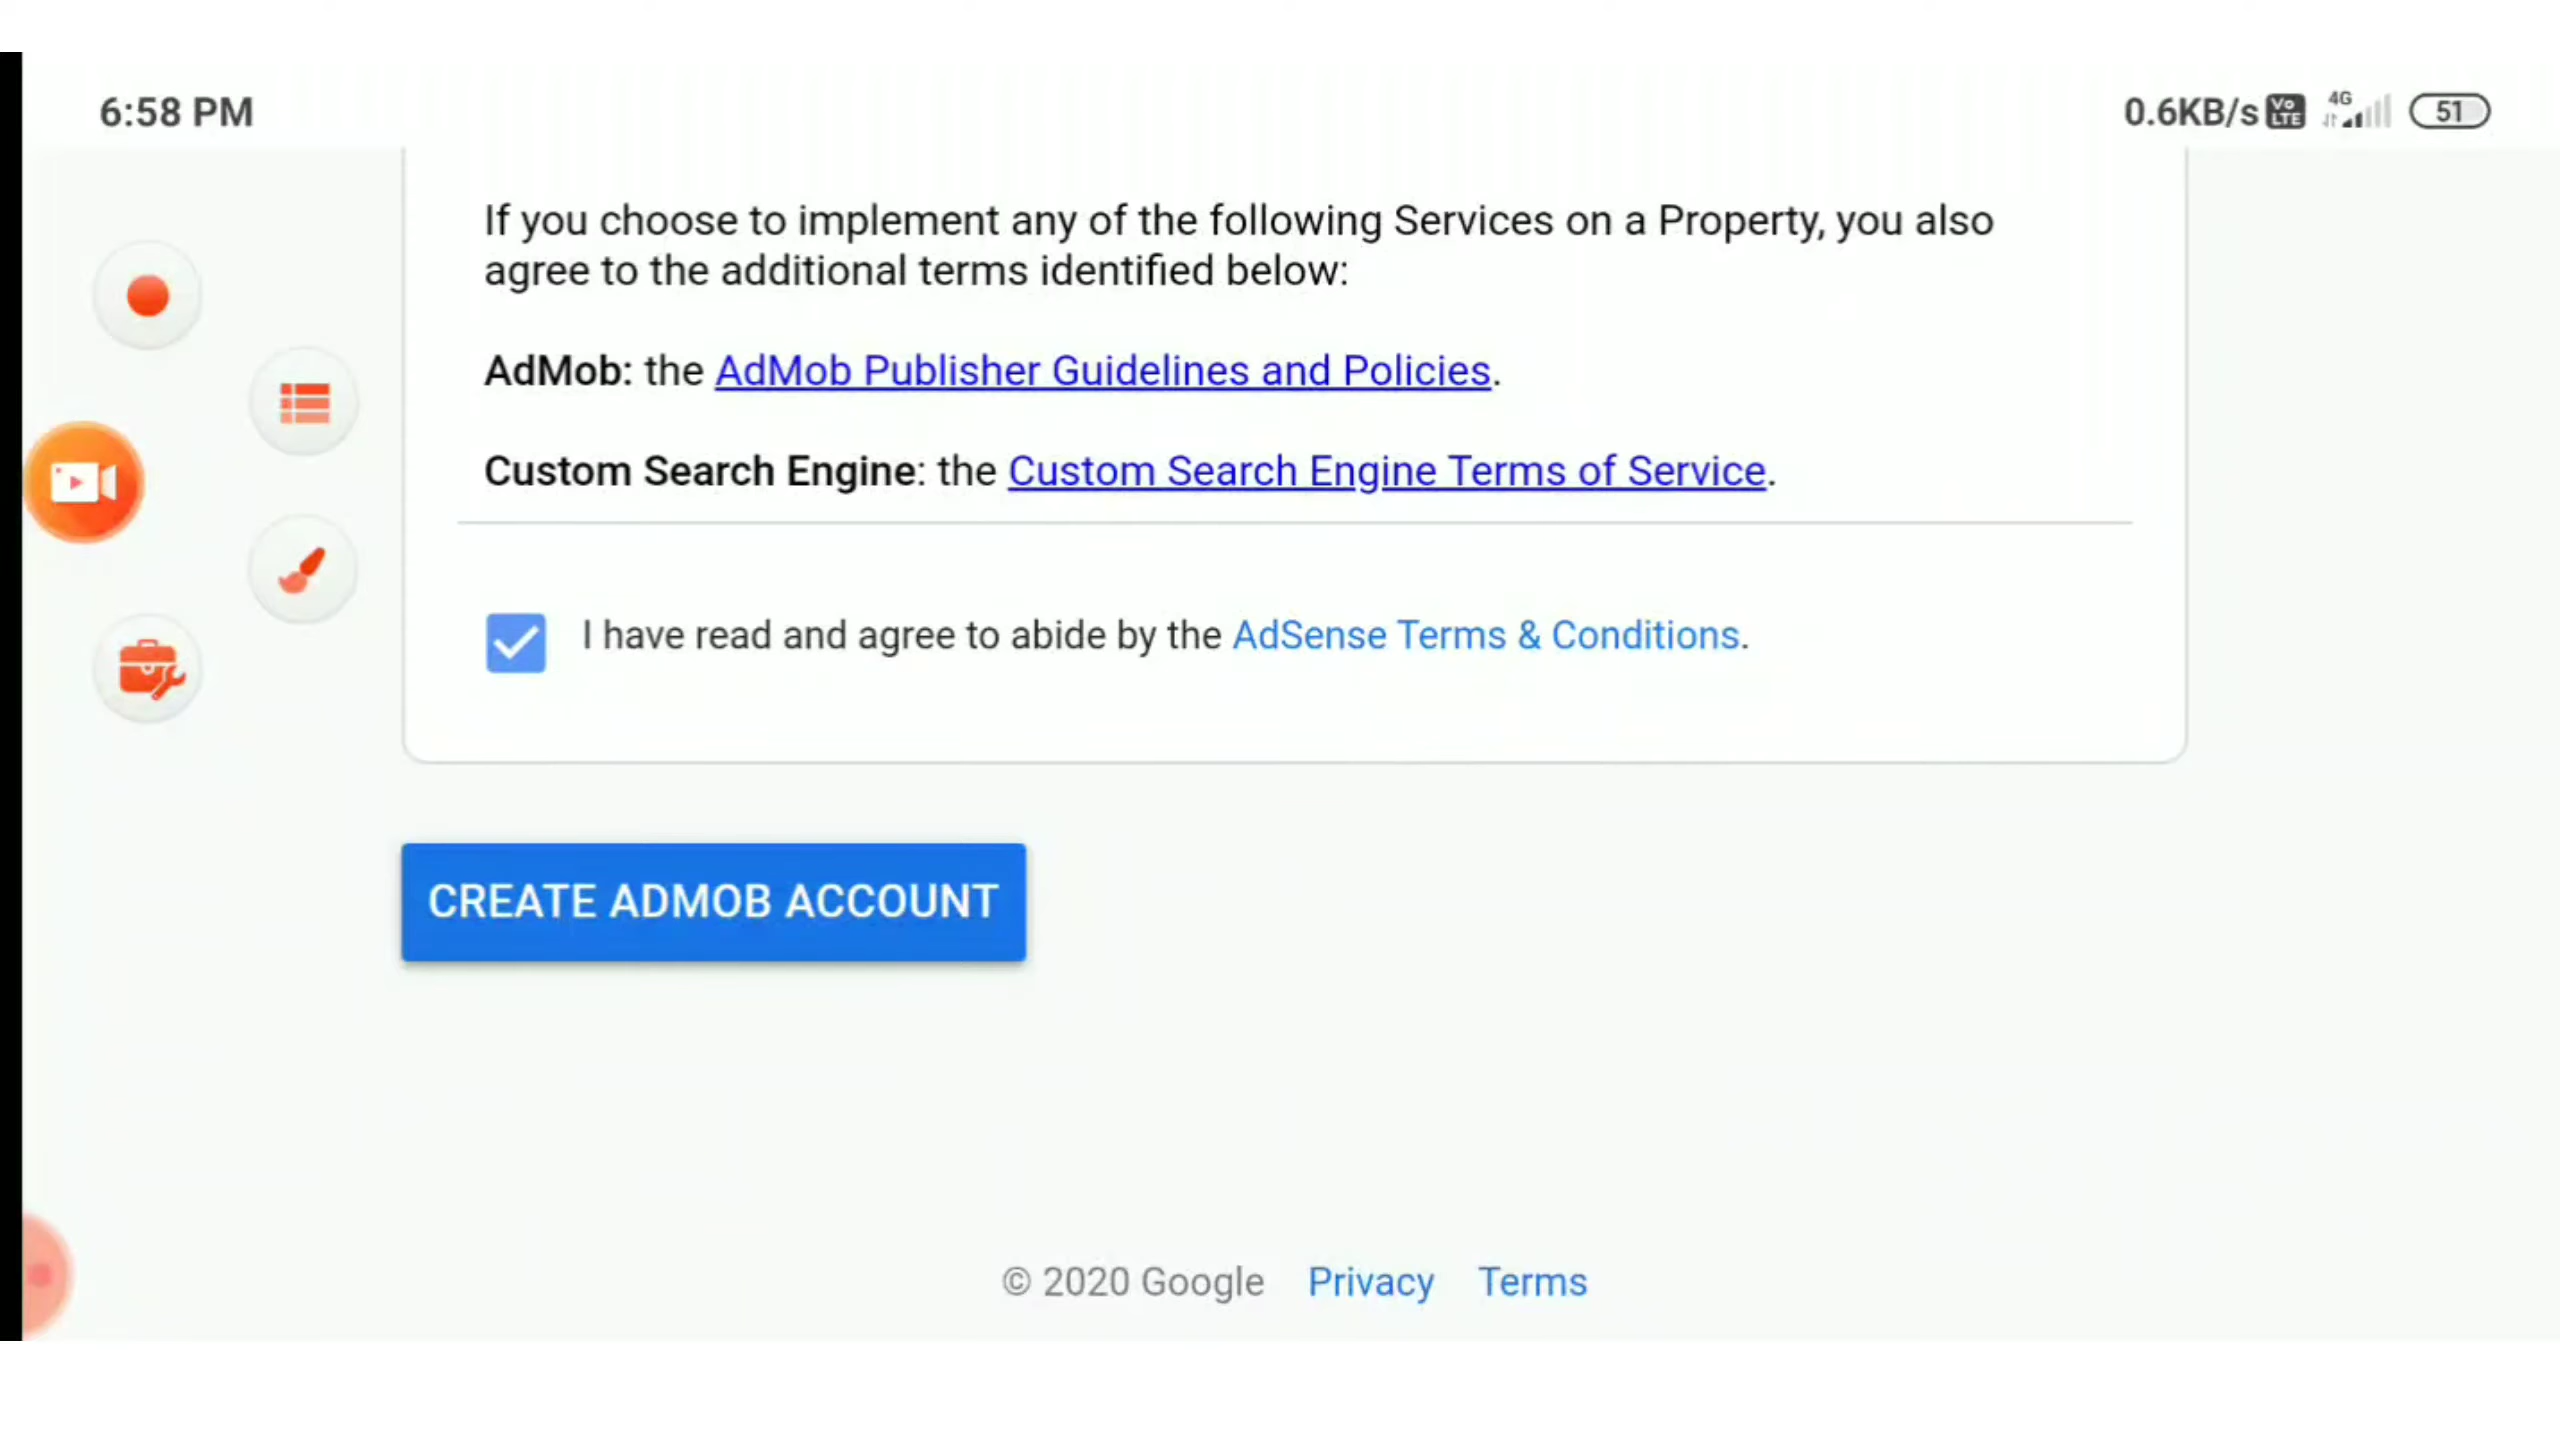 6:58 PM
0.6KB/s Vo LTE 4G 51
If you choose to implement any of the following Services on a Property, you also
agree to the additional terms identified below:
AdMob: the AdMob Publisher Guidelines and Policies.
Custom Search Engine: the Custom Search Engine Terms of Service.
I have read and agree to abide by the AdSense Terms & Conditions.
CREATE ADMOB ACCOUNT
© 2020 Google Privacy Terms